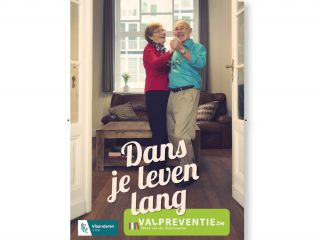 Dans
je leven
lang
VALPREVENTIE.be
Vlaanderen